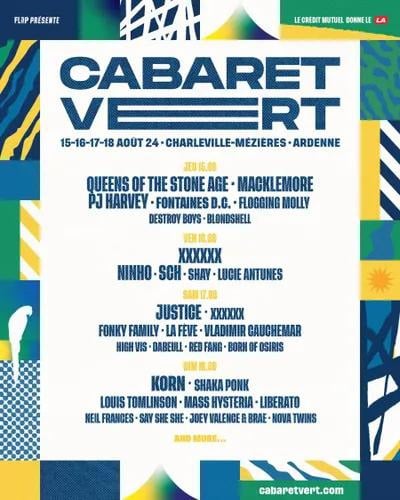 FLAP PRÉSENTE
LE CRÉDIT MUTUEL DONNE LE LA
CABARET
VERT
15-16-17-18 AOÛT 24 • CHARLEVILLE-MÉZIÈRES • ARDENNE
JEU 15.08
QUEENS OF THE STONE AGE • MACKLEMORE
PJ HARVEY • FONTAINES D.C. • FLOGGING MOLLY
DESTROY BOYS • BLONDSHELL
VEN 16.08
XXXXXX
NINHO • SCH • SHAY • LUCIE ANTUNES
SAM 17.08
JUSTICE • XXXXXX
FONKY FAMILY • LA FÈVE • VLADIMIR CAUCHEMAR
HIGH VIS • DABEULL • RED FANG • BORN OF OSIRIS
DIM 18.08
KORN • SHAKA PONK
LOUIS TOMLINSON • MASS HYSTERIA • LIBERATO
NEIL FRANCES • SAY SHE SHE • JOEY VALENCE & BRAE • NOVA TWINS
AND MORE...
cabaretvert.com